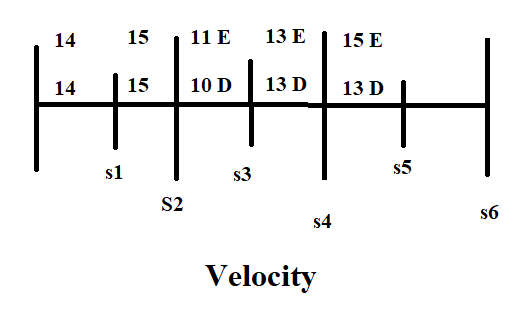 14 15 11 E 13 E 15 E
14 15 10 D 13 D 13 D
s1 s3 s5
S2 s4 s6
Velocity